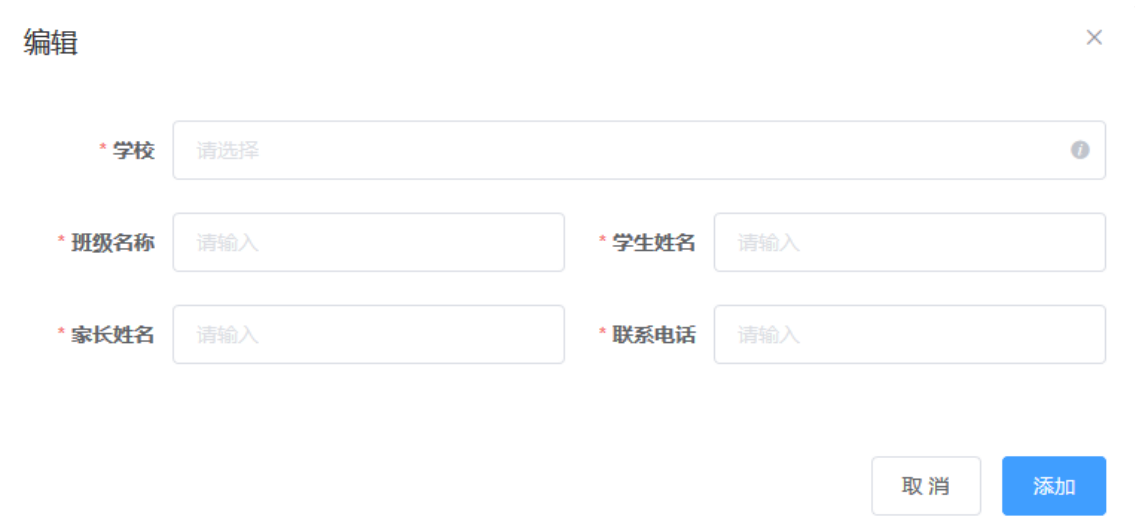 编辑
* 学校 请选择
* 班级名称 请输入 * 学生姓名 请输入
* 家长姓名 请输入 * 联系电话 请输入
取 消 添加